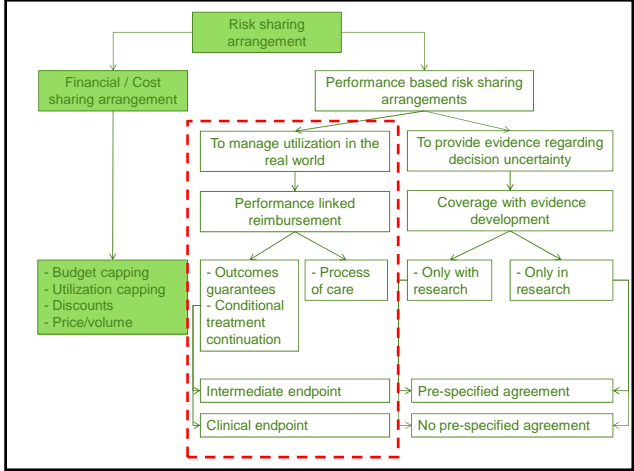 Risk sharing
arrangement
Financial / Cost
sharing arrangement
Performance based risk sharing
arrangements
To manage utilization in the
real world
To provide evidence regarding
decision uncertainty
Performance linked
reimbursement
Coverage with evidence
development
- Budget capping
- Utilization capping
- Discounts
- Price/volume
- Outcomes
guarantees
- Conditional
treatment
continuation
- Process
of care
- Only with
research
- Only in
research
Intermediate endpoint
Pre-specified agreement
Clinical endpoint
No pre-specified agreement